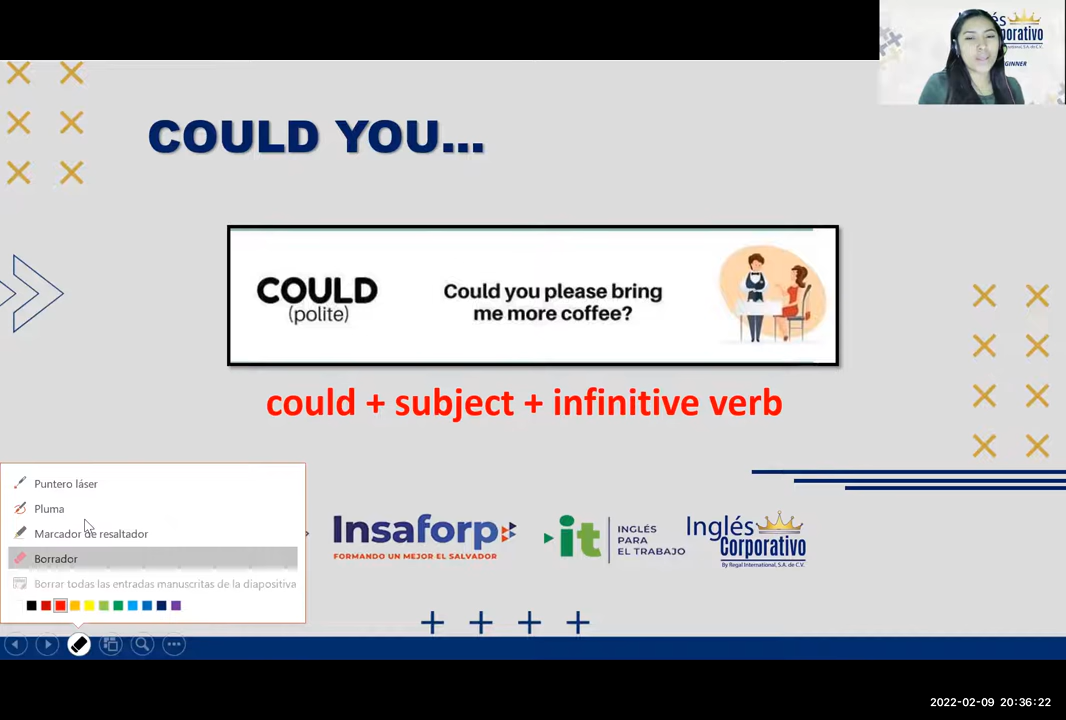 COULD YOU...
COULD
(polite)
Could you please bring
me more coffee?
could + subject + infinitive verb
Puntero láser
Pluma
Marcador de resaltador
Borrador
Borrar todas las entradas manuscritas de la diapositiva
Insaforp
FORMANDO UN MEJOR EL SALVADOR
it
INGLÉS
PARA
EL TRABAJO
Inglés
Corporativo
By Regal International, S.A. de C.V.
2022-02-09 20:36:22